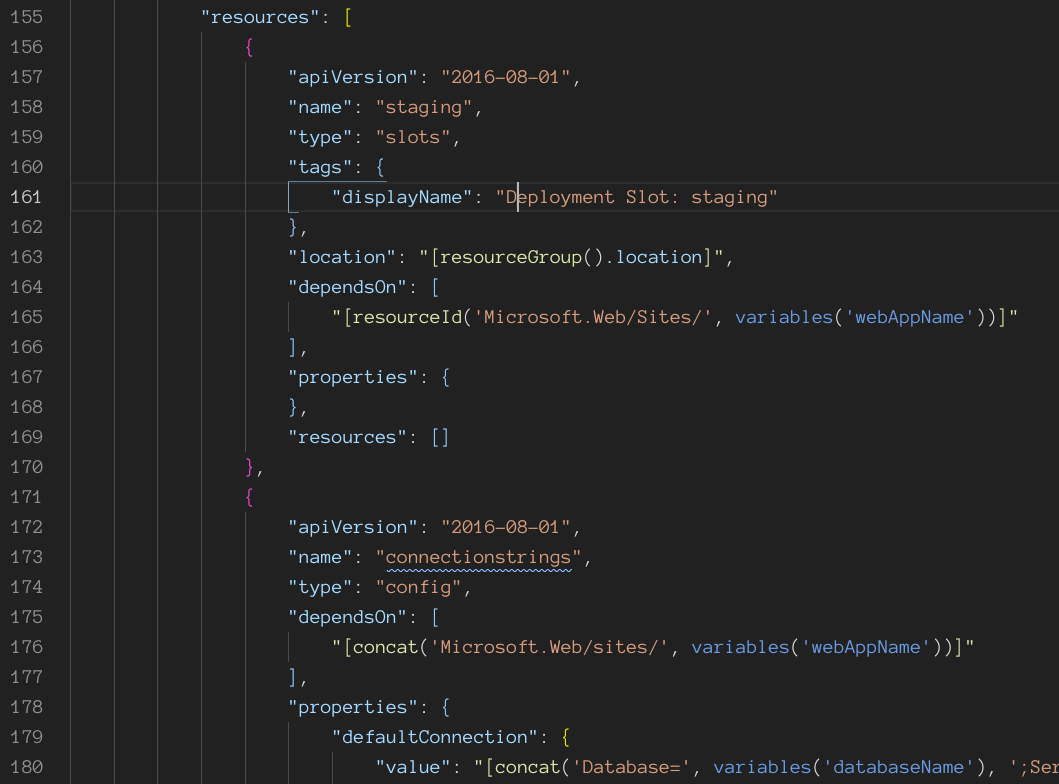 155 "resources": [
156 {
157 "apiVersion": "2016-08-01",
158 "name": "staging",
159 "type": "slots",
160 "tags": {
161 "displayName": "Deployment Slot: staging"
162 },
163 "location": "[resourceGroup().location]",
164 "dependsOn": [
165 "[resourceId('Microsoft.Web/Sites/', variables('webAppName'))]"
166 ],
167 "properties": {
168 },
169 "resources": []
170 },
171 {
172 "apiVersion": "2016-08-01",
173 "name": "connectionstrings",
174 "type": "config",
175 "dependsOn": [
176 "[concat('Microsoft.Web/sites/', variables('webAppName'))]"
177 ],
178 "properties": {
179 "defaultConnection": {
180 "value": "[concat('Database=', variables('databaseName'), ';Ser